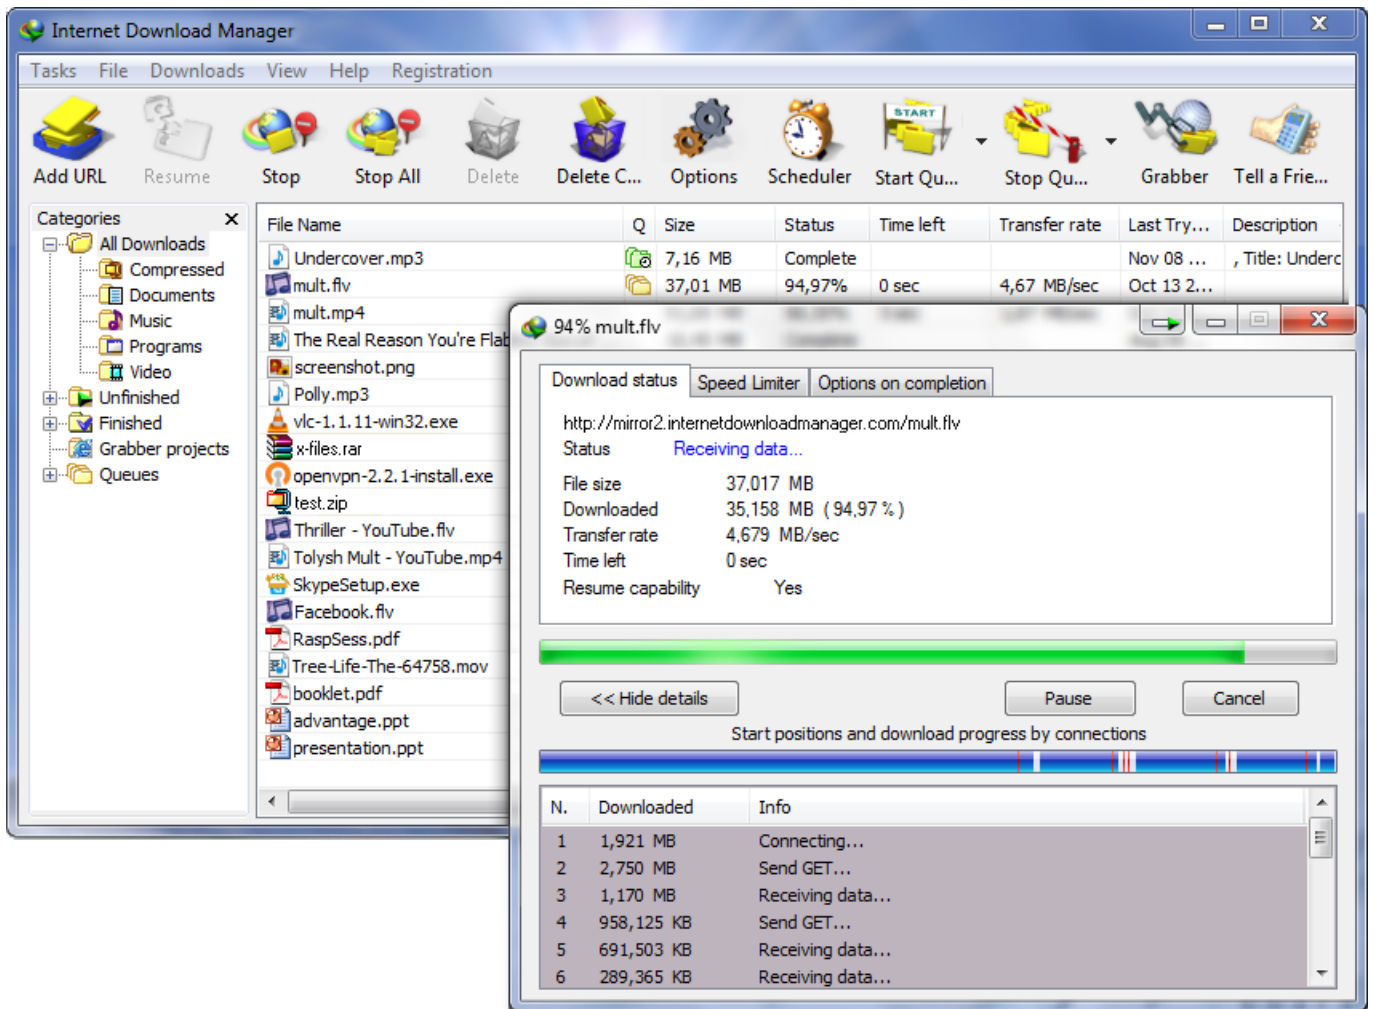 Internet Download Manager
Tasks File Downloads View Help Registration
Add URL Resume Stop Stop All Delete Delete C... Options Scheduler Start Qu... Stop Qu... Grabber Tell a Frie...
START
Categories
All Downloads
Compressed
Documents
Music
Programs
Video
Unfinished
Finished
Grabber projects
Queues
File Name Q Size Status Time left Transfer rate Last Try... Description
Undercover.mp3 7,16 MB Complete Nov 08 ... , Title: Underc
mult.flv 37,01 MB 94,97% 0 sec 4,67 MB/sec Oct 13 2...
mult.mp4
The Real Reason You're Flab
screenshot.png
Polly.mp3
vlc-1.1.11-win32.exe
x-files.rar
openvpn-2.2.1-install.exe
test.zip
Thriller - YouTube.flv
Tolysh Mult - YouTube.mp4
SkypeSetup.exe
Facebook.flv
RaspSess.pdf
Tree-Life-The-64758.mov
booklet.pdf
advantage.ppt
presentation.ppt
94% mult.flv
Download status Speed Limiter Options on completion
http://mirror2.internetdownloadmanager.com/mult.flv
Status Receiving data...
File size 37,017 MB
Downloaded 35,158 MB ( 94,97 % )
Transfer rate 4,679 MB/sec
Time left 0 sec
Resume capability Yes
<< Hide details Pause Cancel
Start positions and download progress by connections
N. Downloaded Info
1 1,921 MB Connecting...
2 2,750 MB Send GET...
3 1,170 MB Receiving data...
4 958,125 KB Send GET...
5 691,503 KB Receiving data...
6 289,365 KB Receiving data...